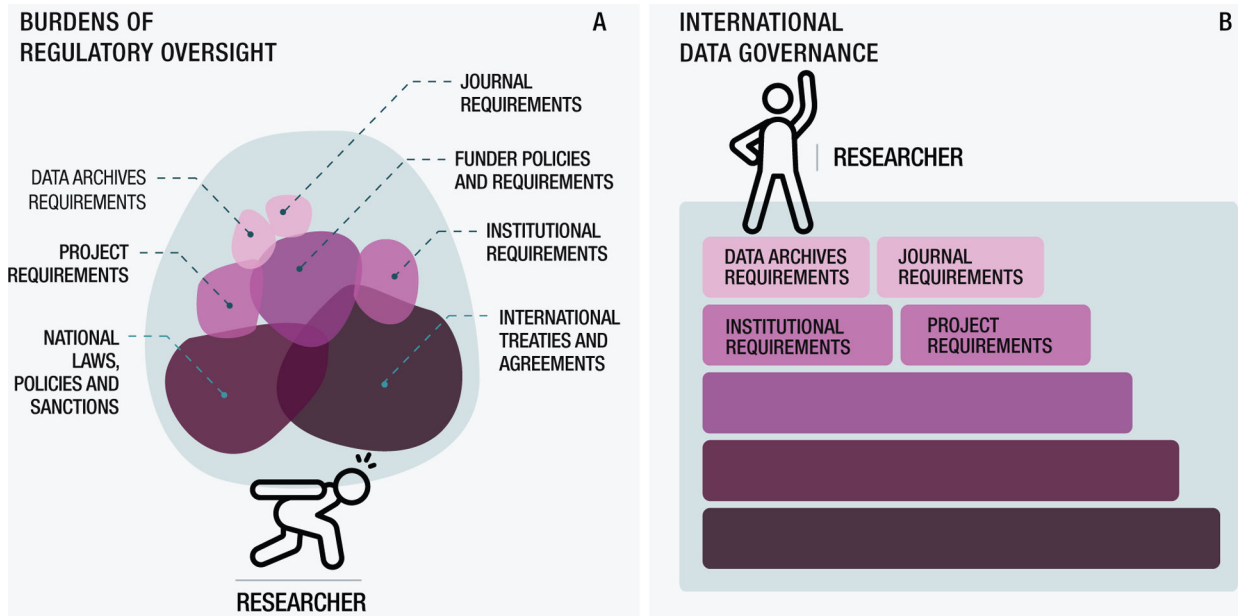 BURDENS OF
REGULATORY OVERSIGHT
A
JOURNAL
REQUIREMENTS
FUNDER POLICIES
AND REQUIREMENTS
DATA ARCHIVES
REQUIREMENTS
INSTITUTIONAL
REQUIREMENTS
PROJECT
REQUIREMENTS
INTERNATIONAL
TREATIES AND
AGREEMENTS
NATIONAL
LAWS,
POLICIES AND
SANCTIONS
RESEARCHER
INTERNATIONAL
DATA GOVERNANCE
B
RESEARCHER
DATA ARCHIVES
REQUIREMENTS
JOURNAL
REQUIREMENTS
INSTITUTIONAL
REQUIREMENTS
PROJECT
REQUIREMENTS